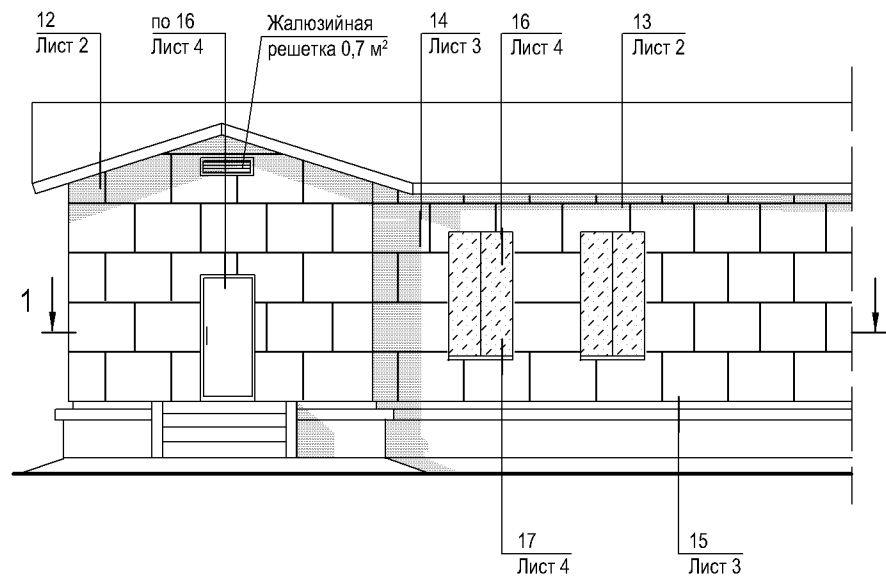 12
Лист 2
по 16
Лист 4
Жалюзийная
решетка 0,7 м²
14
Лист 3
16
Лист 4
13
Лист 2
1
17
Лист 4
15
Лист 3